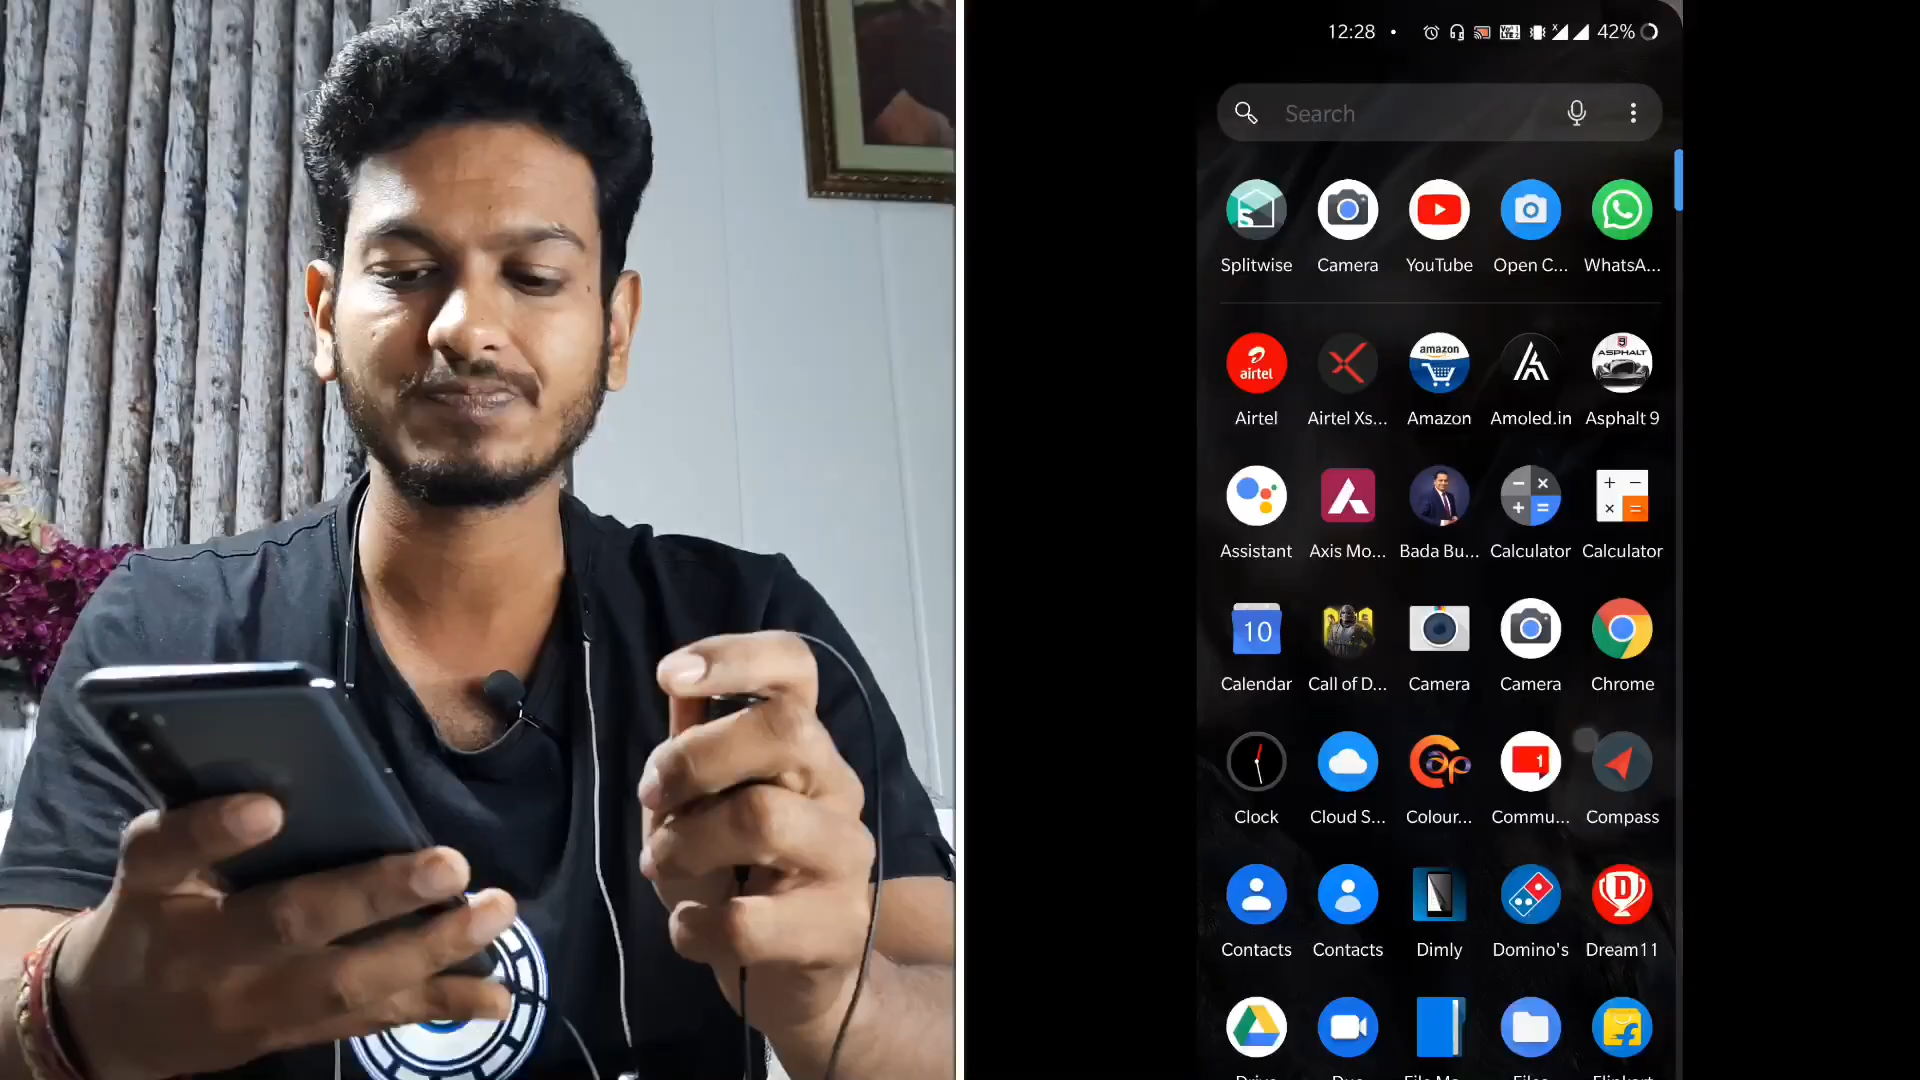 12:28 • 42%
Search
Splitwise Camera YouTube Open C... WhatsA...
airtel amazon ASPHALT
Airtel Airtel Xs... Amazon Amoled.in Asphalt 9
Assistant Axis Mo... Bada Bu... Calculator Calculator
10
Calendar Call of D... Camera Camera Chrome
1
Clock Cloud S... Colour... Commu... Compass
D
Contacts Contacts Dimly Domino's Dream11